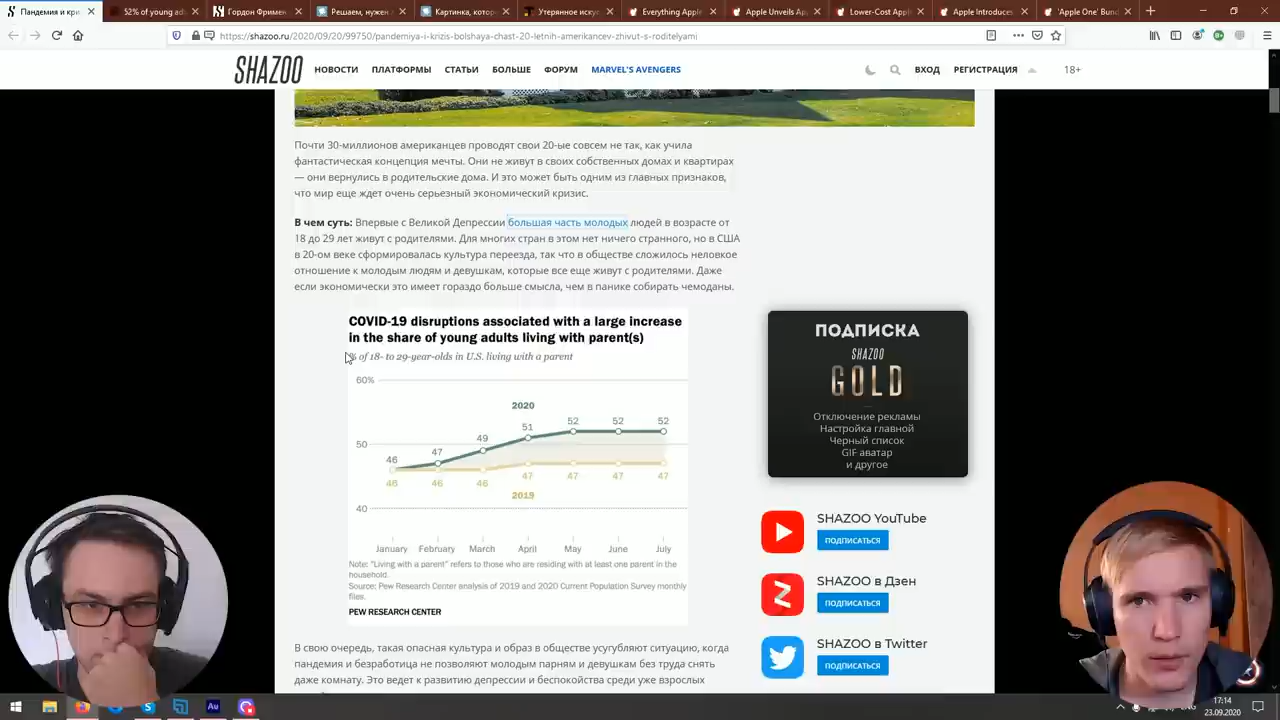 Пандемия и кри
52% of young ad
Гордон Фримен
Решаем, нужен л
Картинка, котор
Утерянное искус
Everything Apple
Apple Unveils Ap
Lower-Cost Appl
Apple Introduces
'Apple One' Bund
https://shazoo.ru/2020/09/20/99750/pandemiya-i-krizis-bolshaya-chast-20-letnih-amerikancev-zhivut-s-roditelyami
SHAZOO НОВОСТИ ПЛАТФОРМЫ СТАТЬИ БОЛЬШЕ ФОРУМ MARVEL'S AVENGERS ВХОД РЕГИСТРАЦИЯ 18+
Почти 30-миллионов американцев проводят свои 20-ые совсем не так, как учила
фантастическая концепция мечты. Они не живут в своих собственных домах и квартирах
— они вернулись в родительские дома. И это может быть одним из главных признаков,
что мир еще ждет очень серьезный экономический кризис.
В чем суть: Впервые с Великой Депрессии большая часть молодых людей в возрасте от
18 до 29 лет живут с родителями. Для многих стран в этом нет ничего странного, но в США
в 20-ом веке сформировалась культура переезда, так что в обществе сложилось неловкое
отношение к молодым людям и девушкам, которые все еще живут с родителями. Даже
если экономически это имеет гораздо больше смысла, чем в панике собирать чемоданы.
COVID-19 disruptions associated with a large increase
in the share of young adults living with parent(s)
% of 18- to 29-year-olds in U.S. living with a parent
60%
2020
46 47 49 51 52 52 52
50
46 46 46 47 47 47 47
2019
40
January February March April May June July
Note: "Living with a parent" refers to those who are residing with at least one parent in the
household.
Source: Pew Research Center analysis of 2019 and 2020 Current Population Survey monthly
files.
PEW RESEARCH CENTER
В свою очередь, такая опасная культура и образ в обществе усугубляют ситуацию, когда
пандемия и безработица не позволяют молодым парням и девушкам без труда снять
даже комнату. Это ведет к развитию депрессии и беспокойства среди уже взрослых
ПОДПИСКА
SHAZOO
GOLD
Отключение рекламы
Настройка главной
Черный список
GIF аватар
и другое
SHAZOO YouTube
ПОДПИСАТЬСЯ
SHAZOO в Дзен
ПОДПИСАТЬСЯ
SHAZOO в Twitter
ПОДПИСАТЬСЯ
Au
17:14
23.09.2020